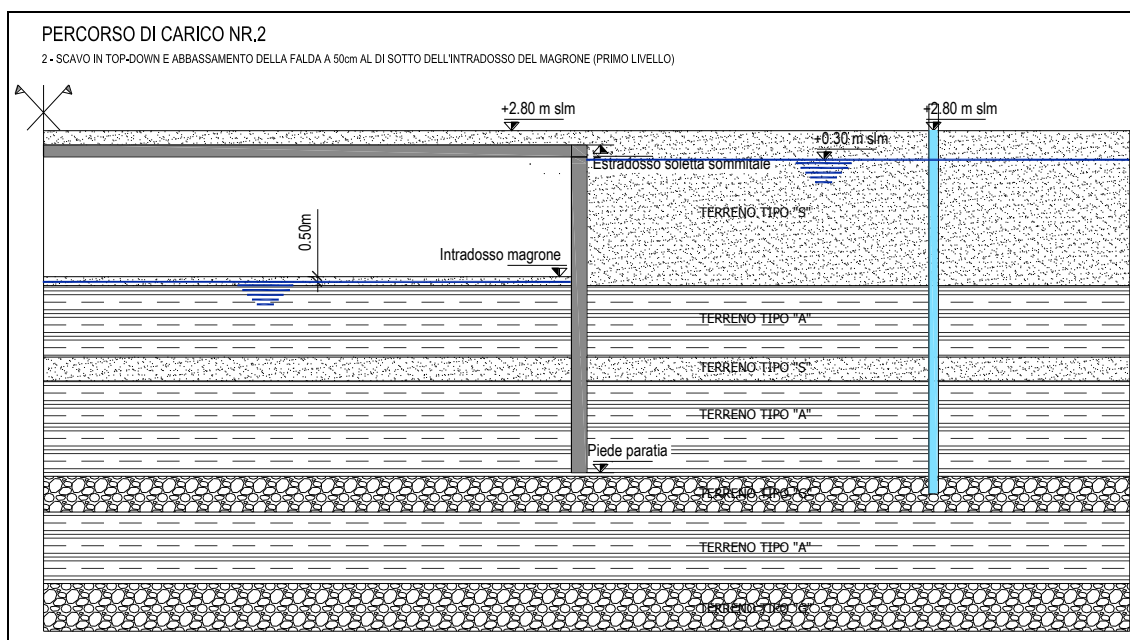 PERCORSO DI CARICO NR.2
2 - SCAVO IN TOP-DOWN E ABBASSAMENTO DELLA FALDA A 50cm AL DI SOTTO DELL'INTRADOSSO DEL MAGRONE (PRIMO LIVELLO)
+2.80 m slm
+2.80 m slm
+0.30 m slm
Estradosso soletta sommitale
TERRENO TIPO "S"
0.50m
Intradosso magrone
TERRENO TIPO "A"
TERRENO TIPO "S"
TERRENO TIPO "A"
Piede paratia
TERRENO TIPO "G"
TERRENO TIPO "A"
TERRENO TIPO "G"